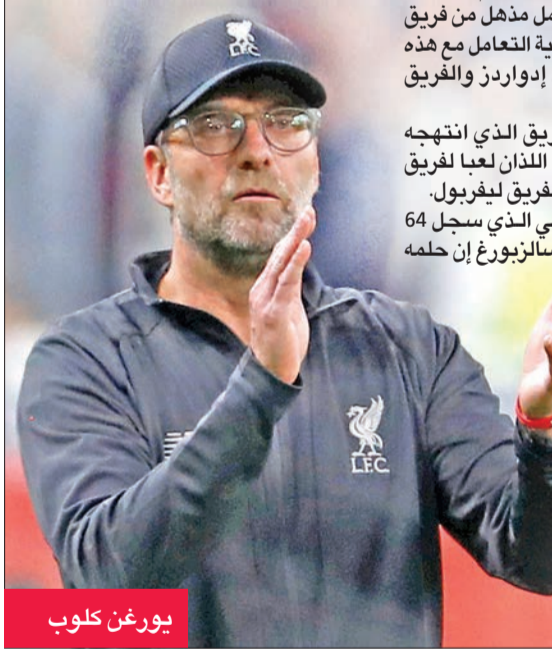 مل مذهل من فريق
ية التعامل مع هذه
إدواردز والفريق
ريق الذي انتهجه
اللذان لعبا لفريق
فريق ليفربول.
ي الذي سجل 64
سالزبورغ إن حلمه
L.F.C.
L.F.C.
يورغن كلوب